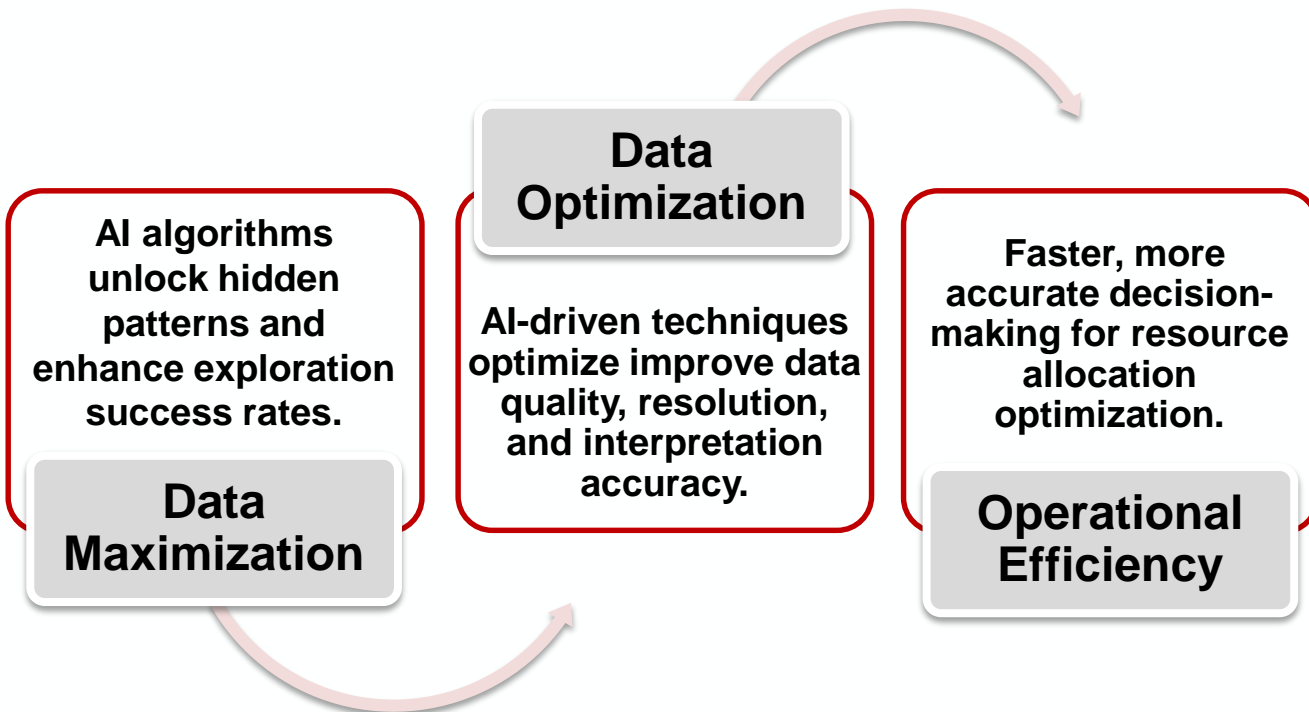 AI algorithms
unlock hidden
patterns and
enhance exploration
success rates.
Data
Maximization
Data
Optimization
AI-driven techniques
optimize improve data
quality, resolution,
and interpretation
accuracy.
Faster, more
accurate decision-
making for resource
allocation
optimization.
Operational
Efficiency